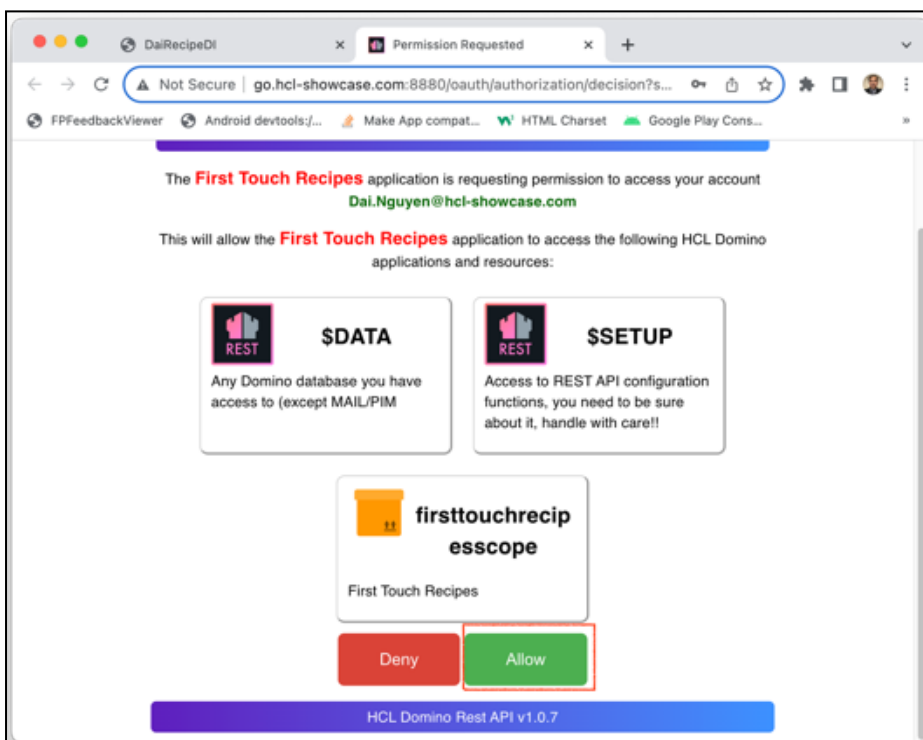 DaiRecipeDI
Permission Requested
Not Secure | go.hcl-showcase.com:8880/oauth/authorization/decision?s...
FPFeedbackViewer Android devtools:/... Make App compat... HTML Charset Google Play Cons...
The First Touch Recipes application is requesting permission to access your account
Dai.Nguyen@hcl-showcase.com
This will allow the First Touch Recipes application to access the following HCL Domino
applications and resources:
REST
$DATA
Any Domino database you have
access to (except MAIL/PIM
REST
$SETUP
Access to REST API configuration
functions, you need to be sure
about it, handle with care!!
firsttouchrecip
esscope
First Touch Recipes
Deny
Allow
HCL Domino Rest API v1.0.7